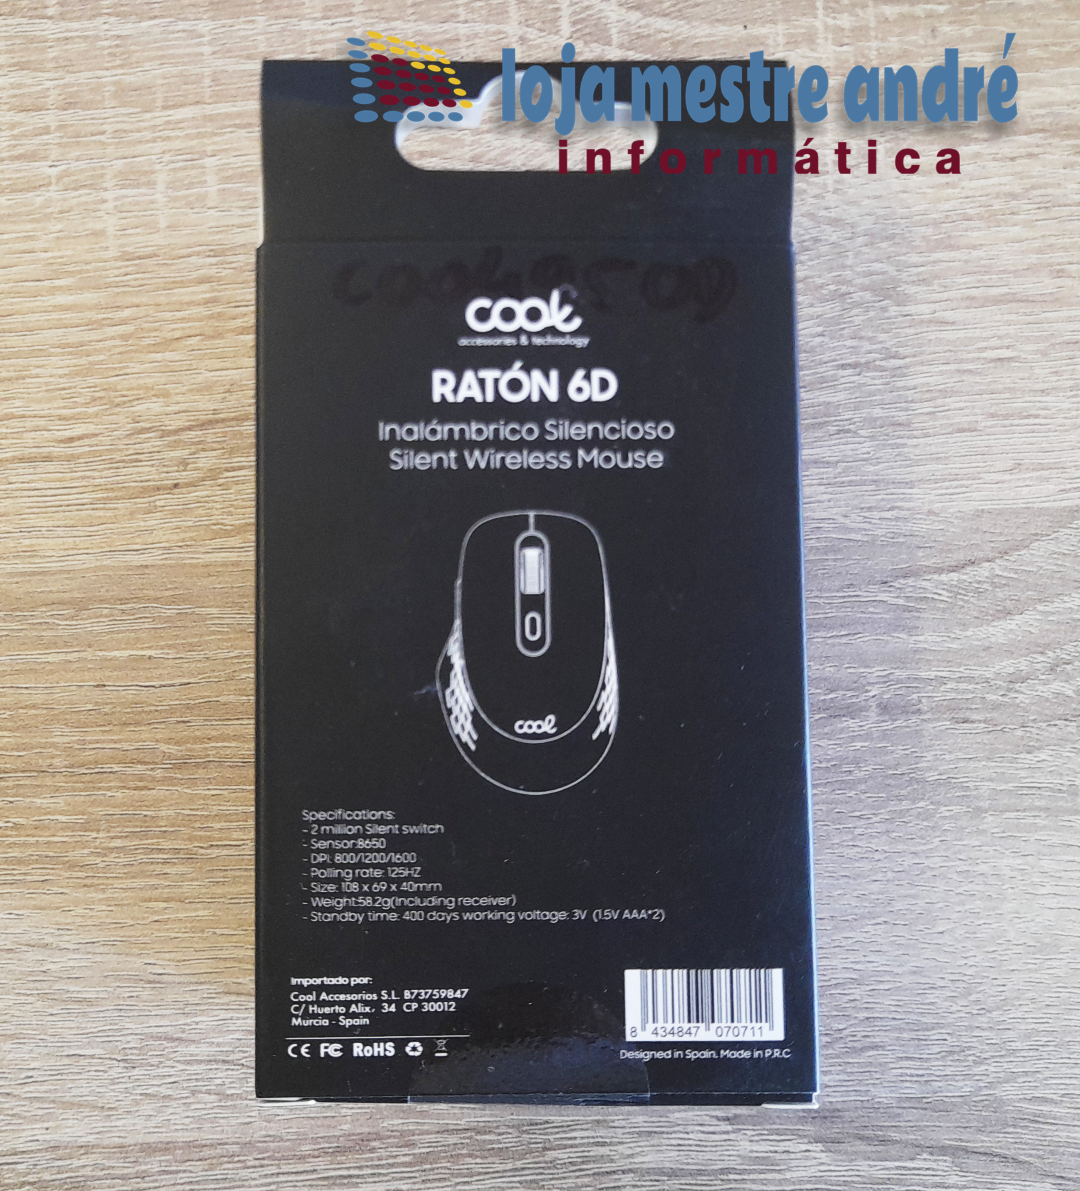 loja mestre andré
informática
cool
accessories & technology
RATÓN 6D
Inalámbrico Silencioso
Silent Wireless Mouse
cool
Specifications:
- 2 million Silent switch
- Sensor:8650
- DPI: 800/1200/1600
- Polling rate: 125HZ
- Size: 108 x 69 x 40mm
- Weight:58.2g(Including receiver)
- Standby time: 400 days working voltage: 3V (1.5V AAA*2)
Importado por:
Cool Accesorios S.L. B73759847
C/ Huerto Alix, 34 CP 30012
Murcia - Spain
CE FC RoHS
8 434847 070711
Designed in Spain. Made in P.R.C